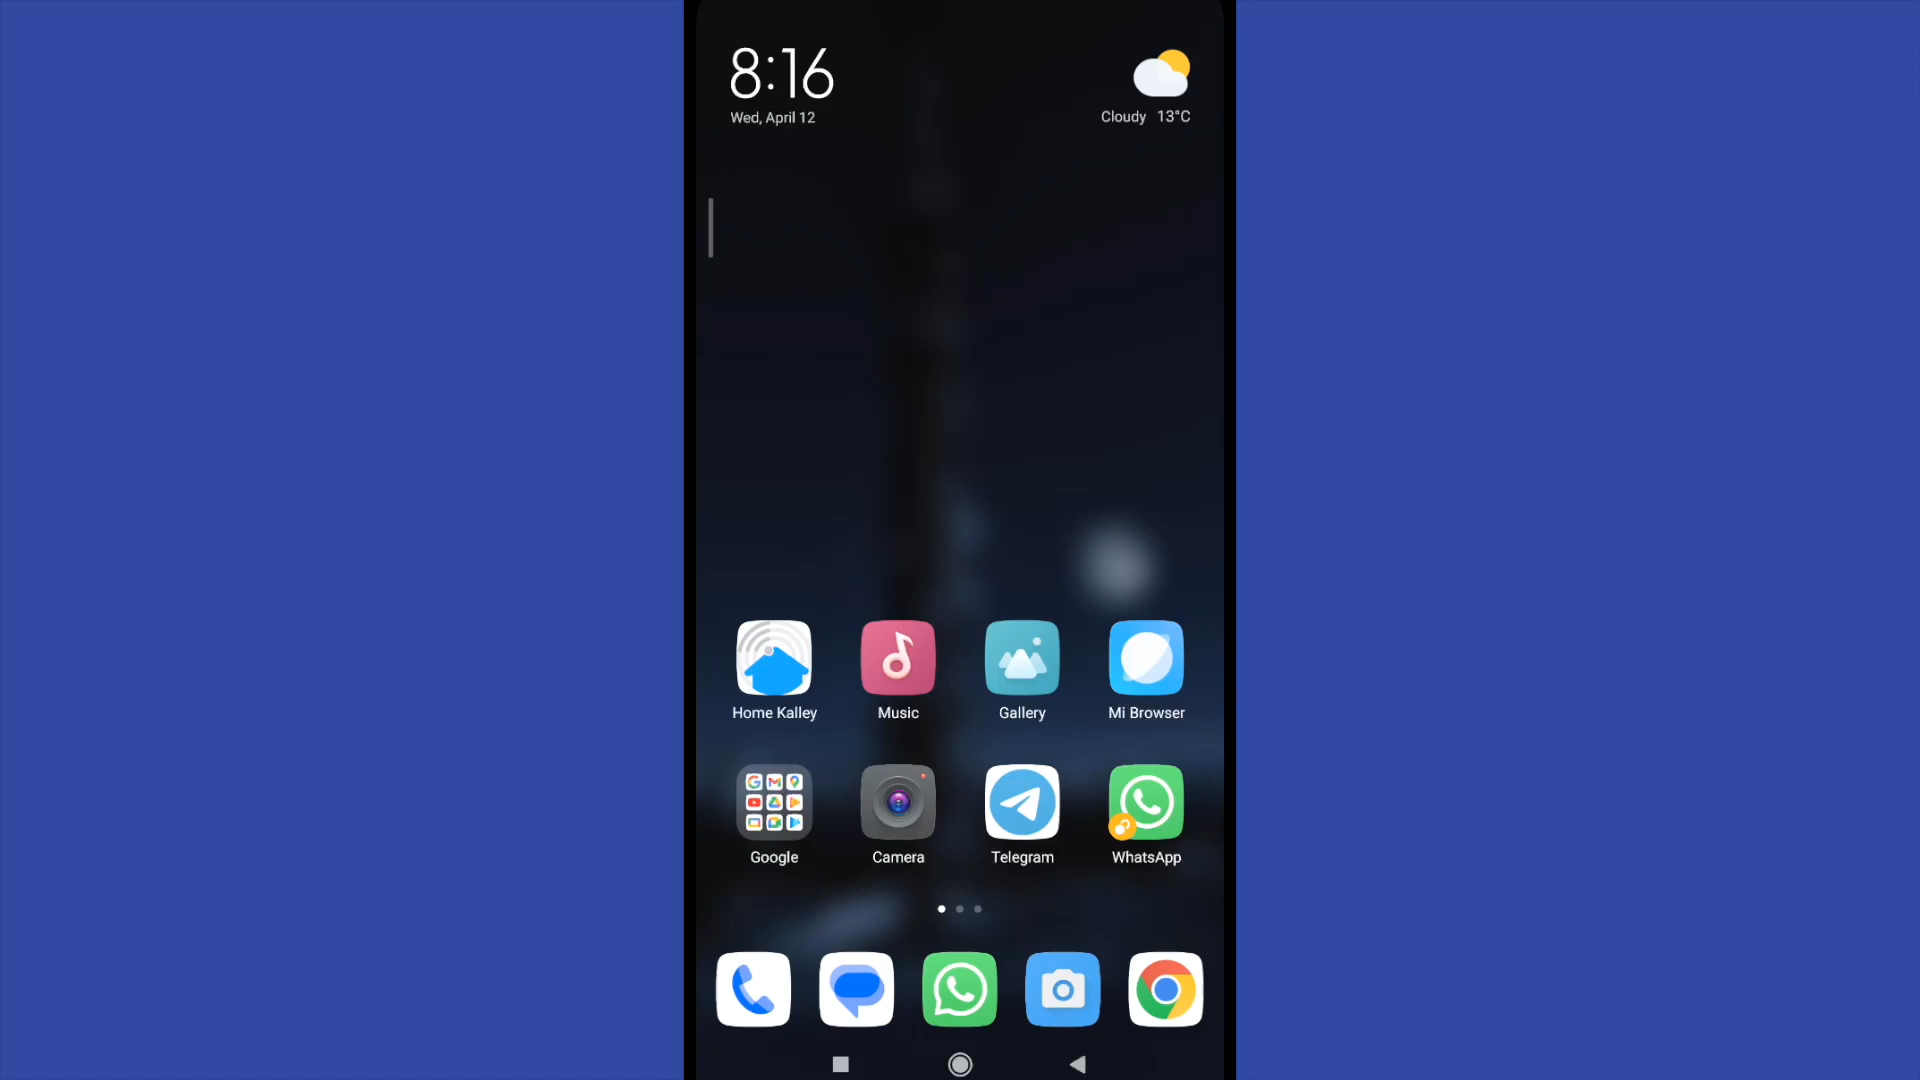 8:16
Wed, April 12
Cloudy 13°C
Home Kalley
Music
Gallery
Mi Browser
Google
Camera
Telegram
WhatsApp